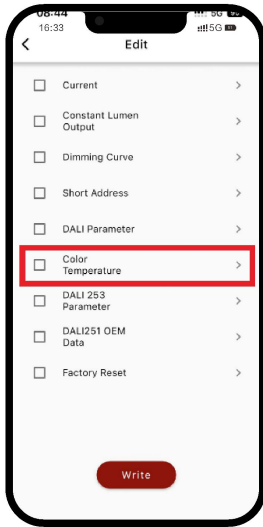 08:44
5G
16:33
5G
Edit
Current
Constant Lumen
Output
Dimming Curve
Short Address
DALI Parameter
Color
Temperature
DALI 253
Parameter
DALI251 OEM
Data
Factory Reset
Write